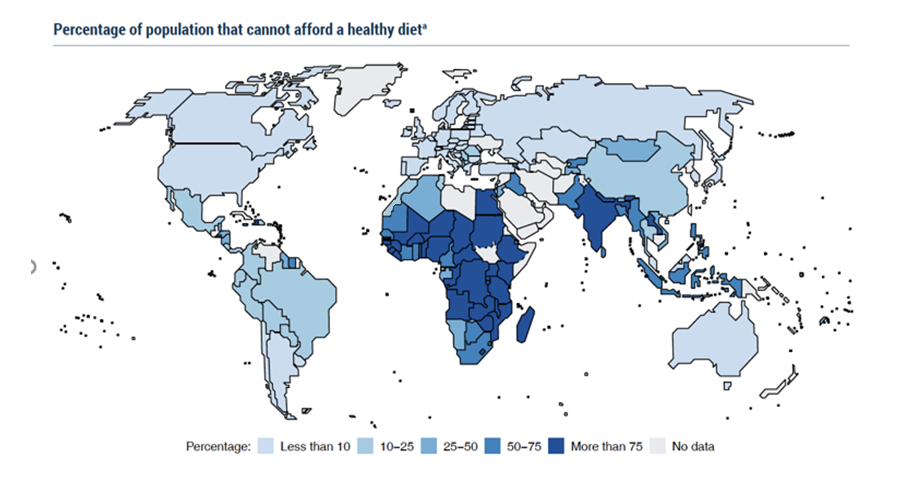 Percentage of population that cannot afford a healthy dietᵃ
Percentage: Less than 10 10–25 25–50 50–75 More than 75 No data